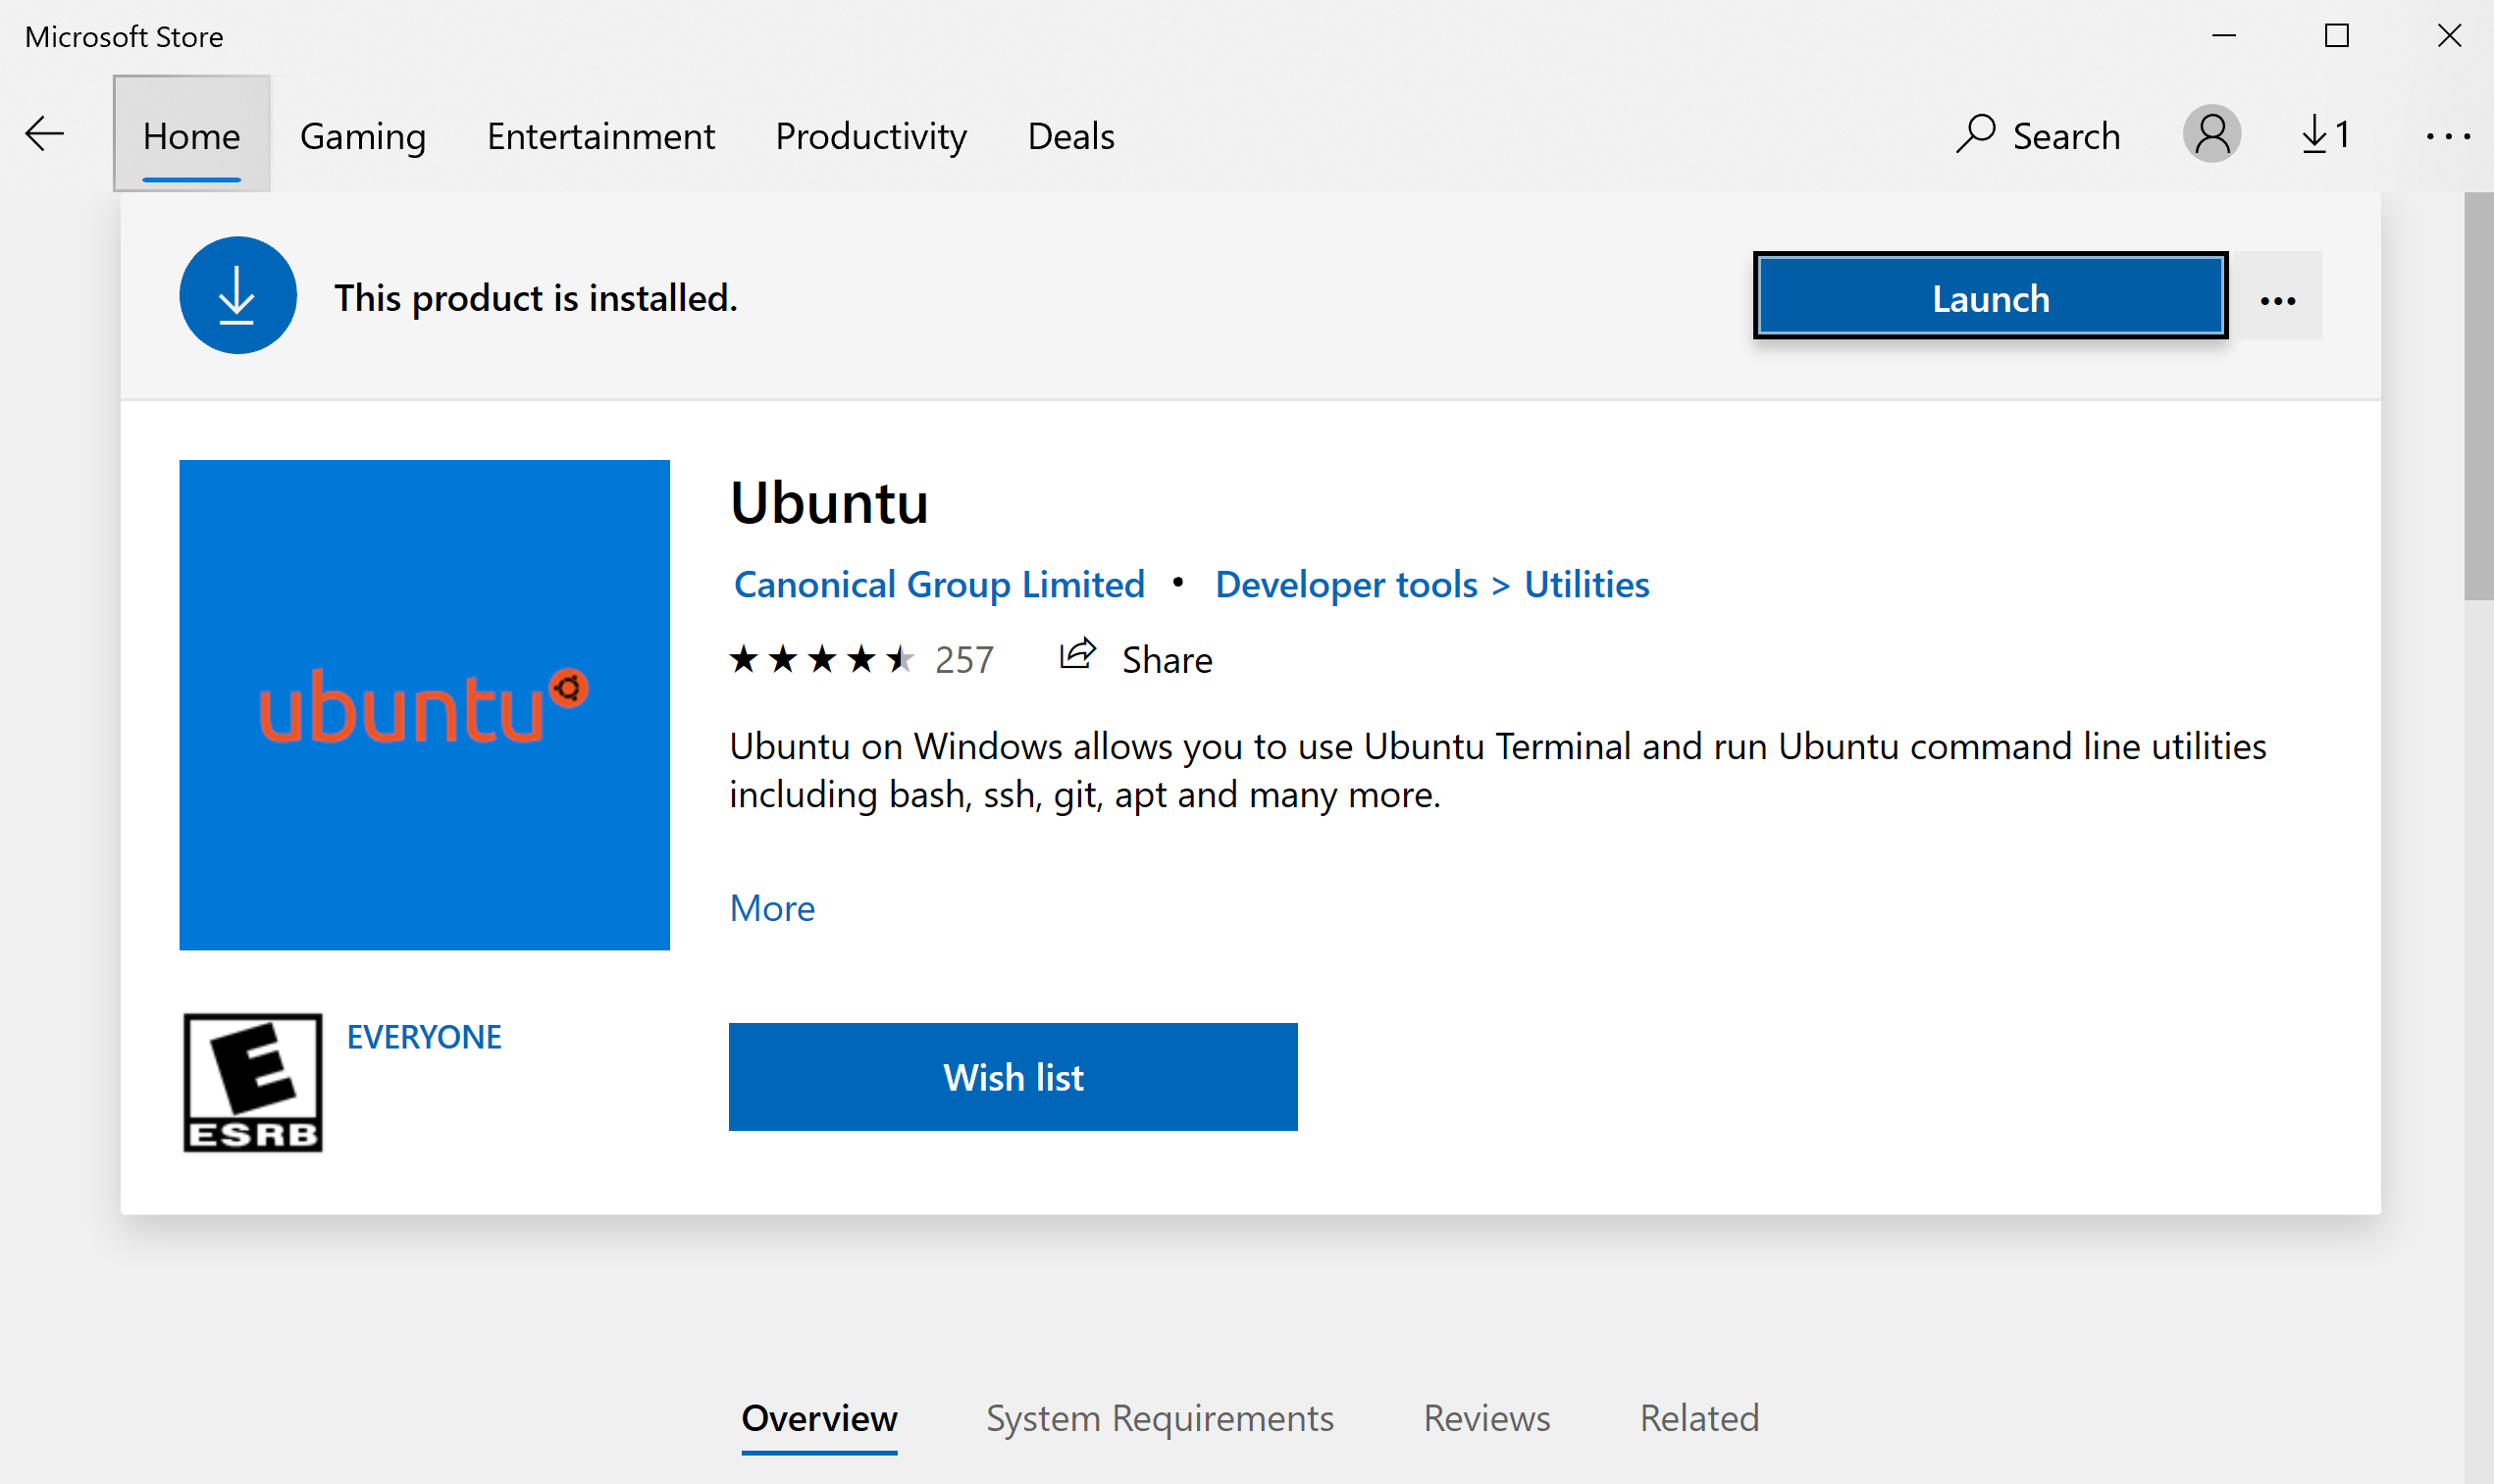 Microsoft Store
Home Gaming Entertainment Productivity Deals Search 1
This product is installed. Launch
Ubuntu
Canonical Group Limited • Developer tools > Utilities
257 Share
ubuntu
Ubuntu on Windows allows you to use Ubuntu Terminal and run Ubuntu command line utilities
including bash, ssh, git, apt and many more.
More
E
ESRB
EVERYONE
Wish list
Overview System Requirements Reviews Related